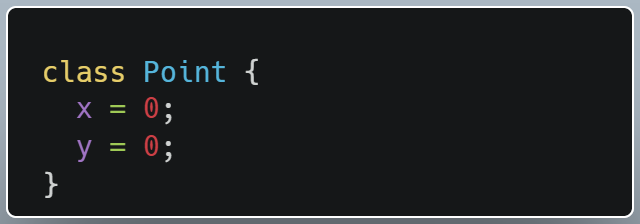 class Point {
  x = 0;
  y = 0;
}